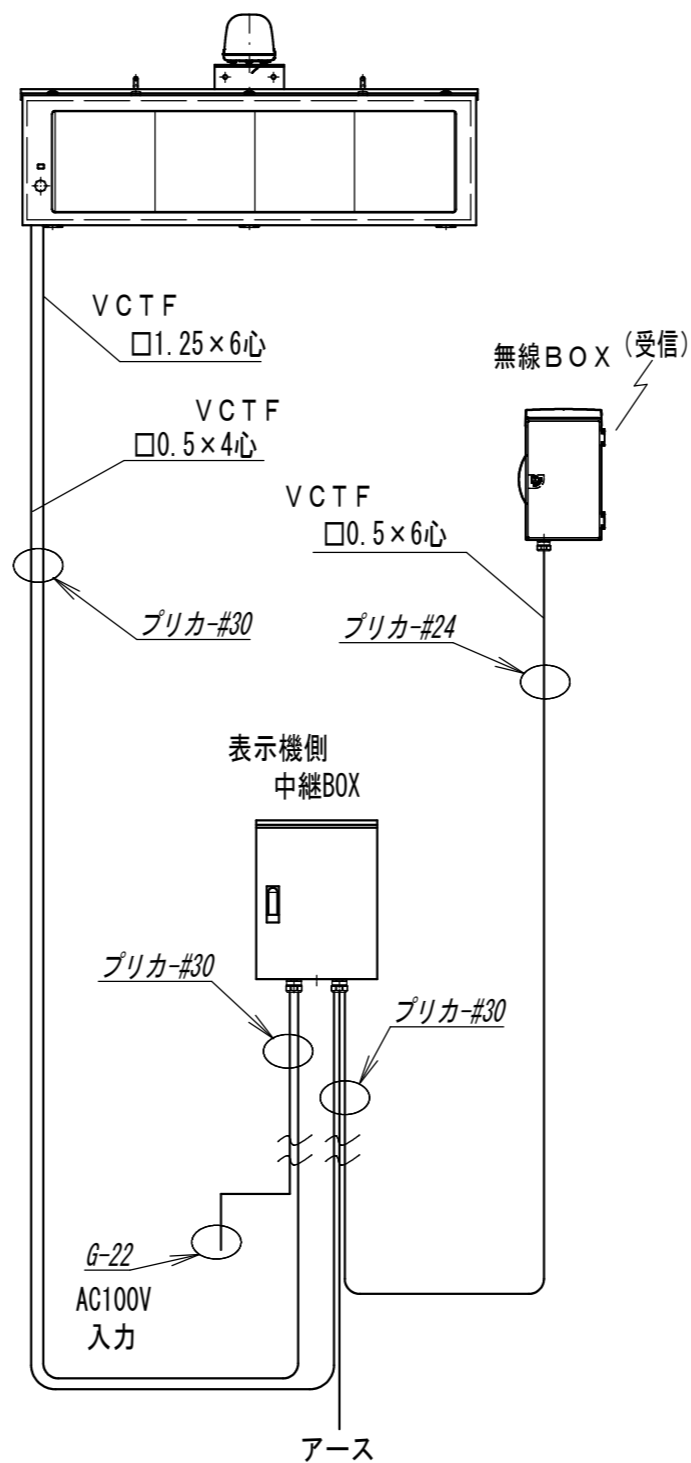 VCTF
□1.25×6心
無線BOX (受信)
VCTF
□0.5×4心
VCTF
□0.5×6心
プリカ-#30
プリカ-#24
表示機側
中継BOX
プリカ-#30
プリカ-#30
G-22
AC100V
入力
アース